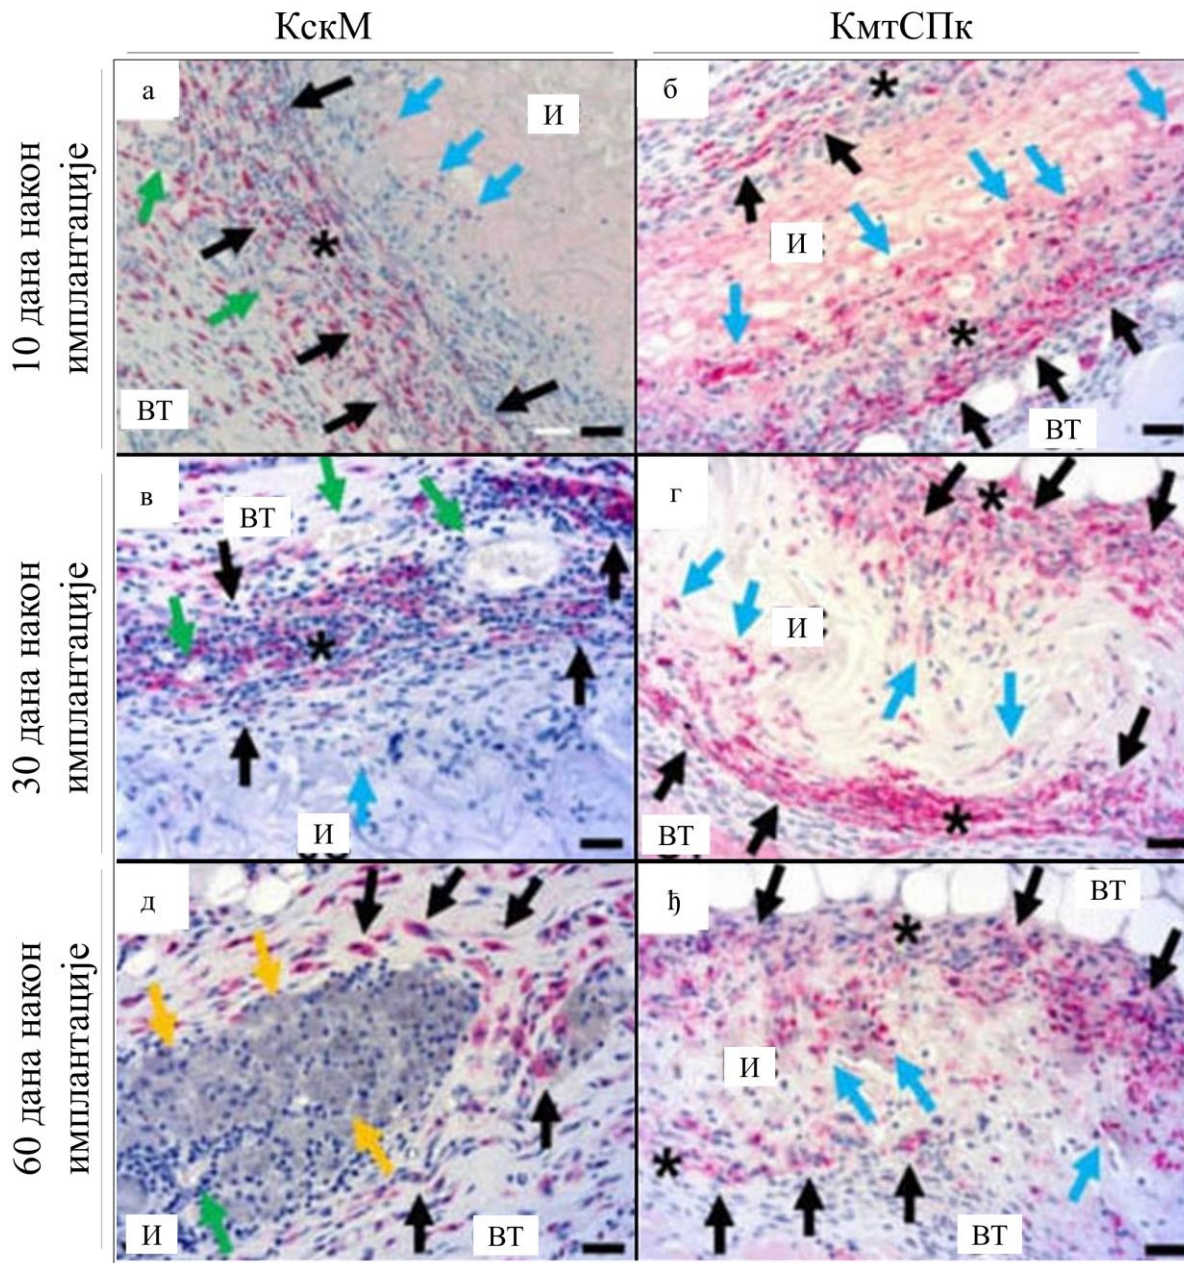 КскМ
КмтСПк
10 дана након
имплантације
а
И
ВТ
б
И
ВТ
30 дана након
имплантације
в
ВТ
И
г
И
ВТ
60 дана након
имплантације
д
И
ВТ
ђ
ВТ
И
ВТ